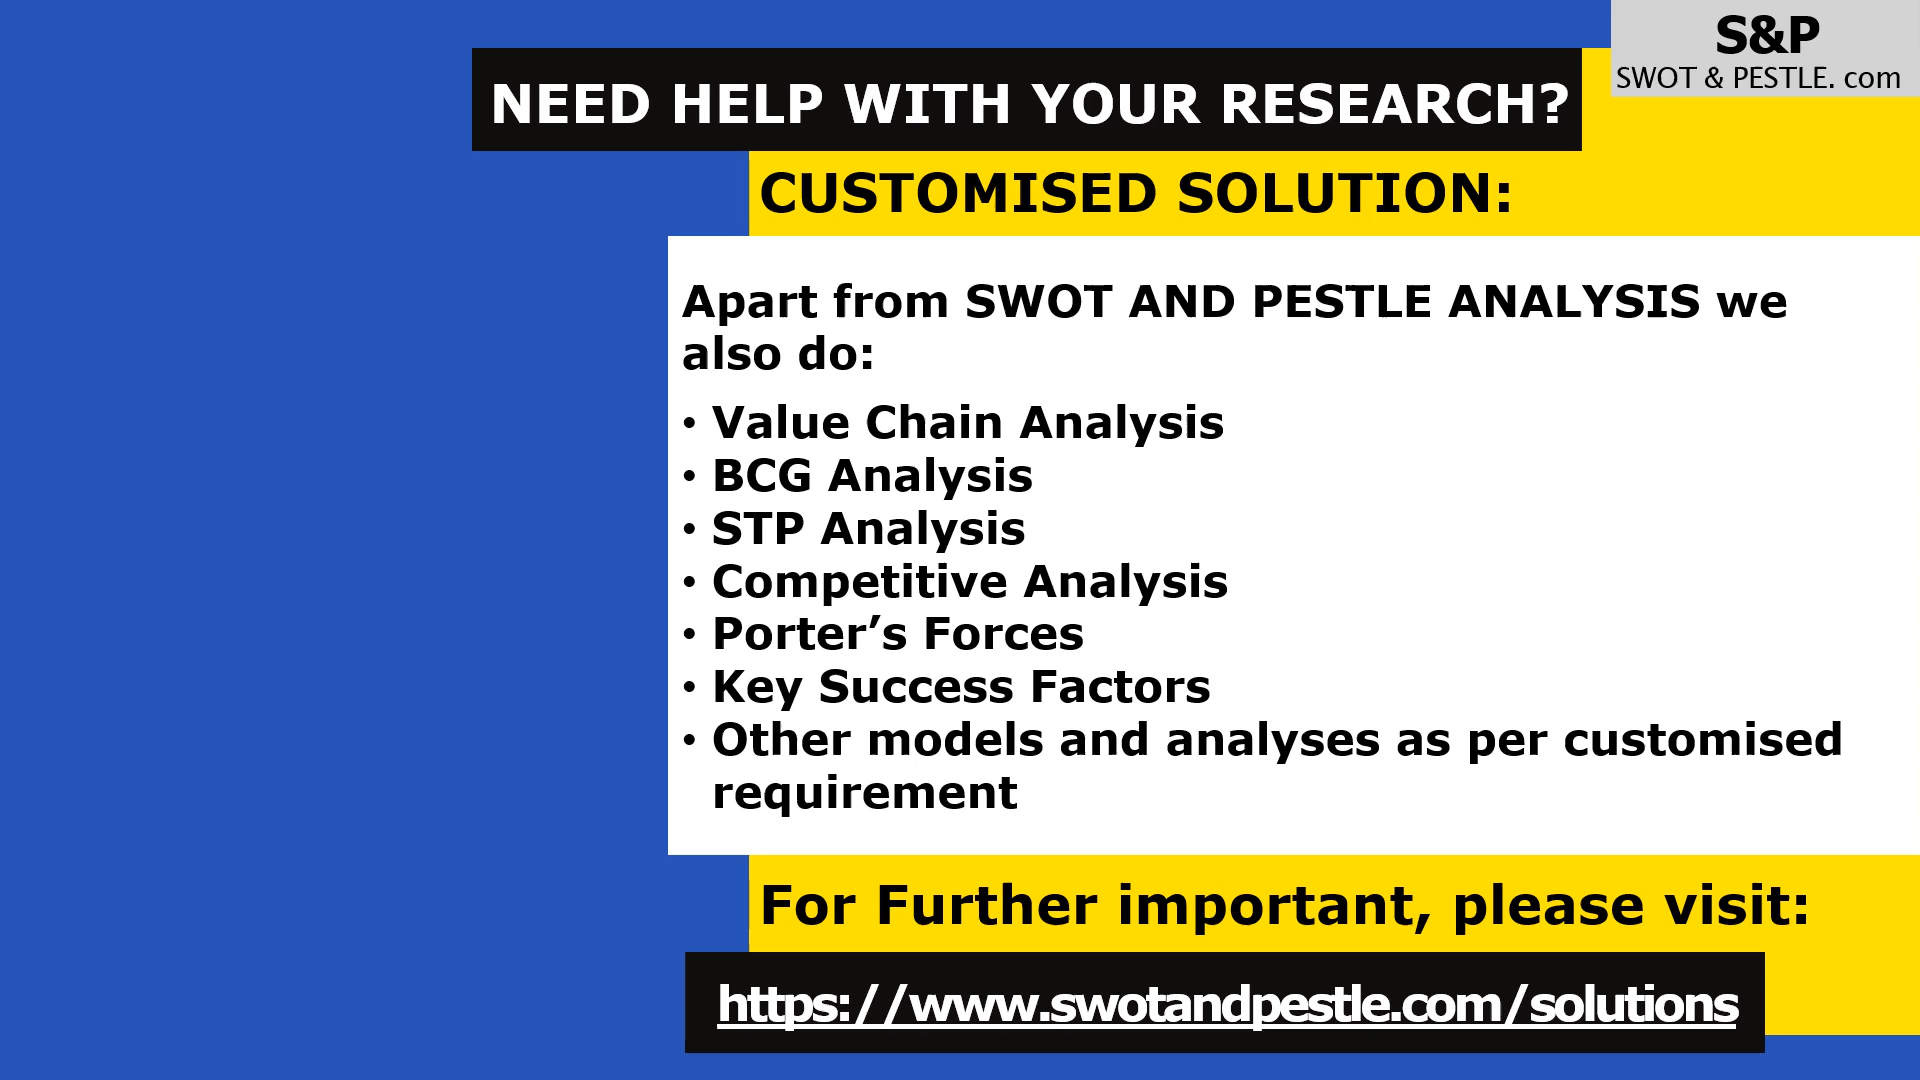 S&P
SWOT & PESTLE. com
NEED HELP WITH YOUR RESEARCH?
CUSTOMISED SOLUTION:
Apart from SWOT AND PESTLE ANALYSIS we
also do:
• Value Chain Analysis
• BCG Analysis
• STP Analysis
• Competitive Analysis
• Porter’s Forces
• Key Success Factors
• Other models and analyses as per customised
requirement
For Further important, please visit:
https://www.swotandpestle.com/solutions